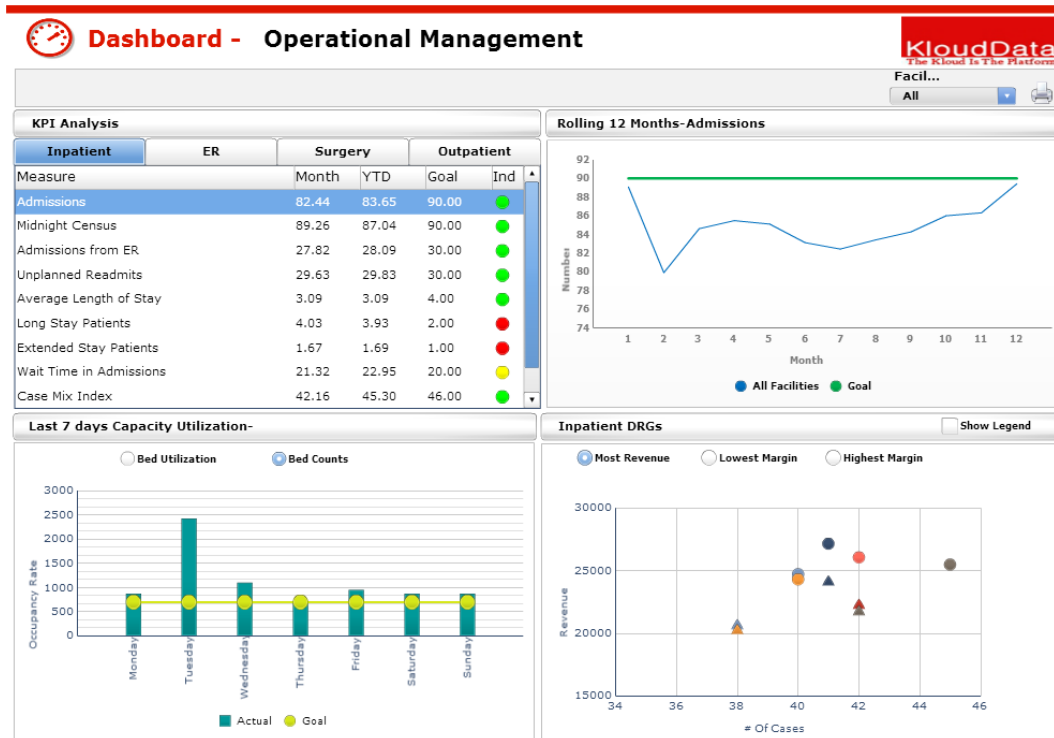 Dashboard - Operational Management
KloudData
The Kloud Is The Platform
Facil...
All
KPI Analysis
Inpatient ER Surgery Outpatient
Measure Month YTD Goal Ind
Admissions 82.44 83.65 90.00
Midnight Census 89.26 87.04 90.00
Admissions from ER 27.82 28.09 30.00
Unplanned Readmits 29.63 29.83 30.00
Average Length of Stay 3.09 3.09 4.00
Long Stay Patients 4.03 3.93 2.00
Extended Stay Patients 1.67 1.69 1.00
Wait Time in Admissions 21.32 22.95 20.00
Case Mix Index 42.16 45.30 46.00
Rolling 12 Months-Admissions
92
90
88
86
84
82
80
78
76
74
Number
1 2 3 4 5 6 7 8 9 10 11 12
Month
All Facilities Goal
Last 7 days Capacity Utilization-
Bed Utilization Bed Counts
3000
2500
2000
1500
1000
500
0
Occupancy Rate
Monday Tuesday Wednesday Thursday Friday Saturday Sunday
Actual Goal
Inpatient DRGs Show Legend
Most Revenue Lowest Margin Highest Margin
30000
25000
20000
15000
Revenue
34 36 38 40 42 44 46
# Of Cases